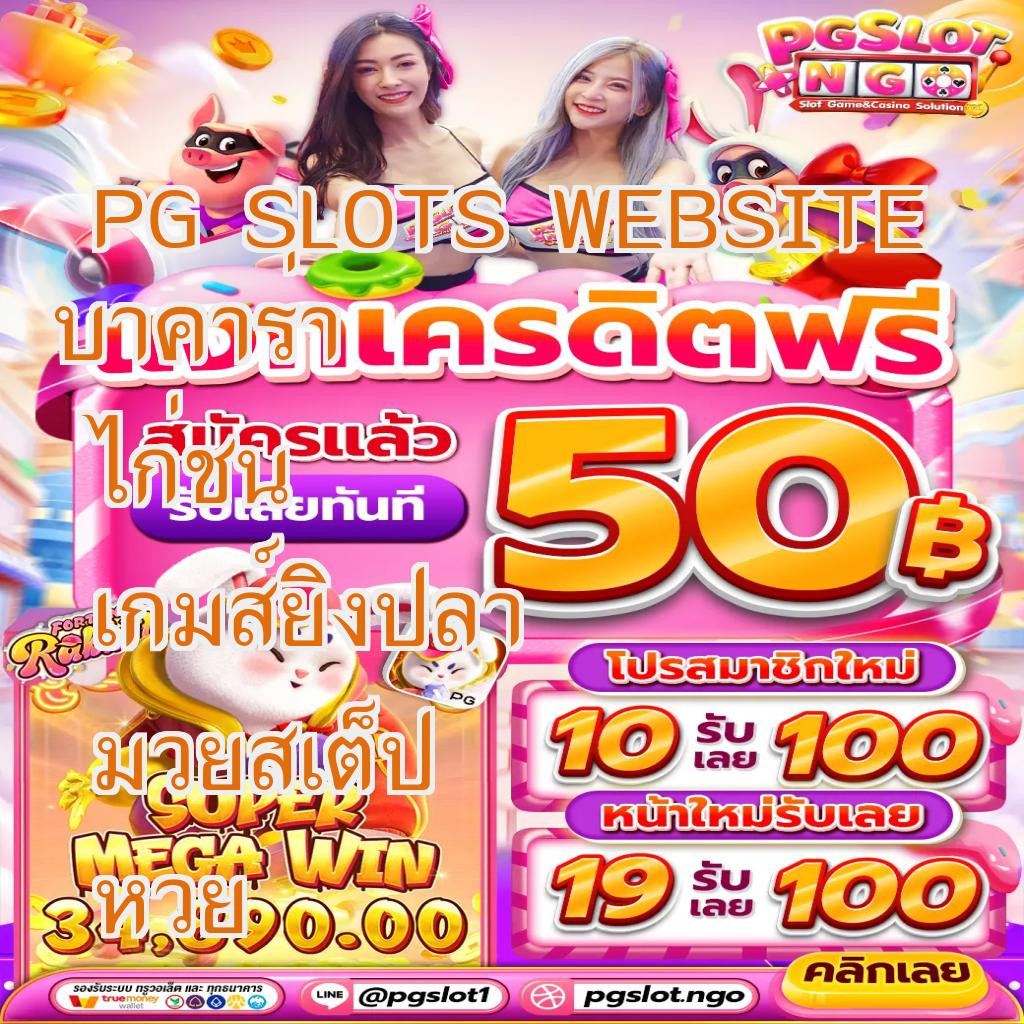 PGSLOT
NGO
Slot Game&Casino Solution
PG SLOTS WEBSITE
บาคาร่า
เครดิตฟรี
ไก่ชน
สมัครแล้ว
รับเลยทันที
50฿
เกมส์ยิงปลา
PG
โปรสมาชิกใหม่
10 รับเลย 100
มวยสเต็ป
SUPER
MEGA WIN
หน้าใหม่รับเลย
19 รับเลย 100
หวย
รองรับระบบ ทรูวอเล็ต และ ทุกธนาคาร
truemoney
wallet
LINE @pgslot1
pgslot.ngo
คลิกเลย